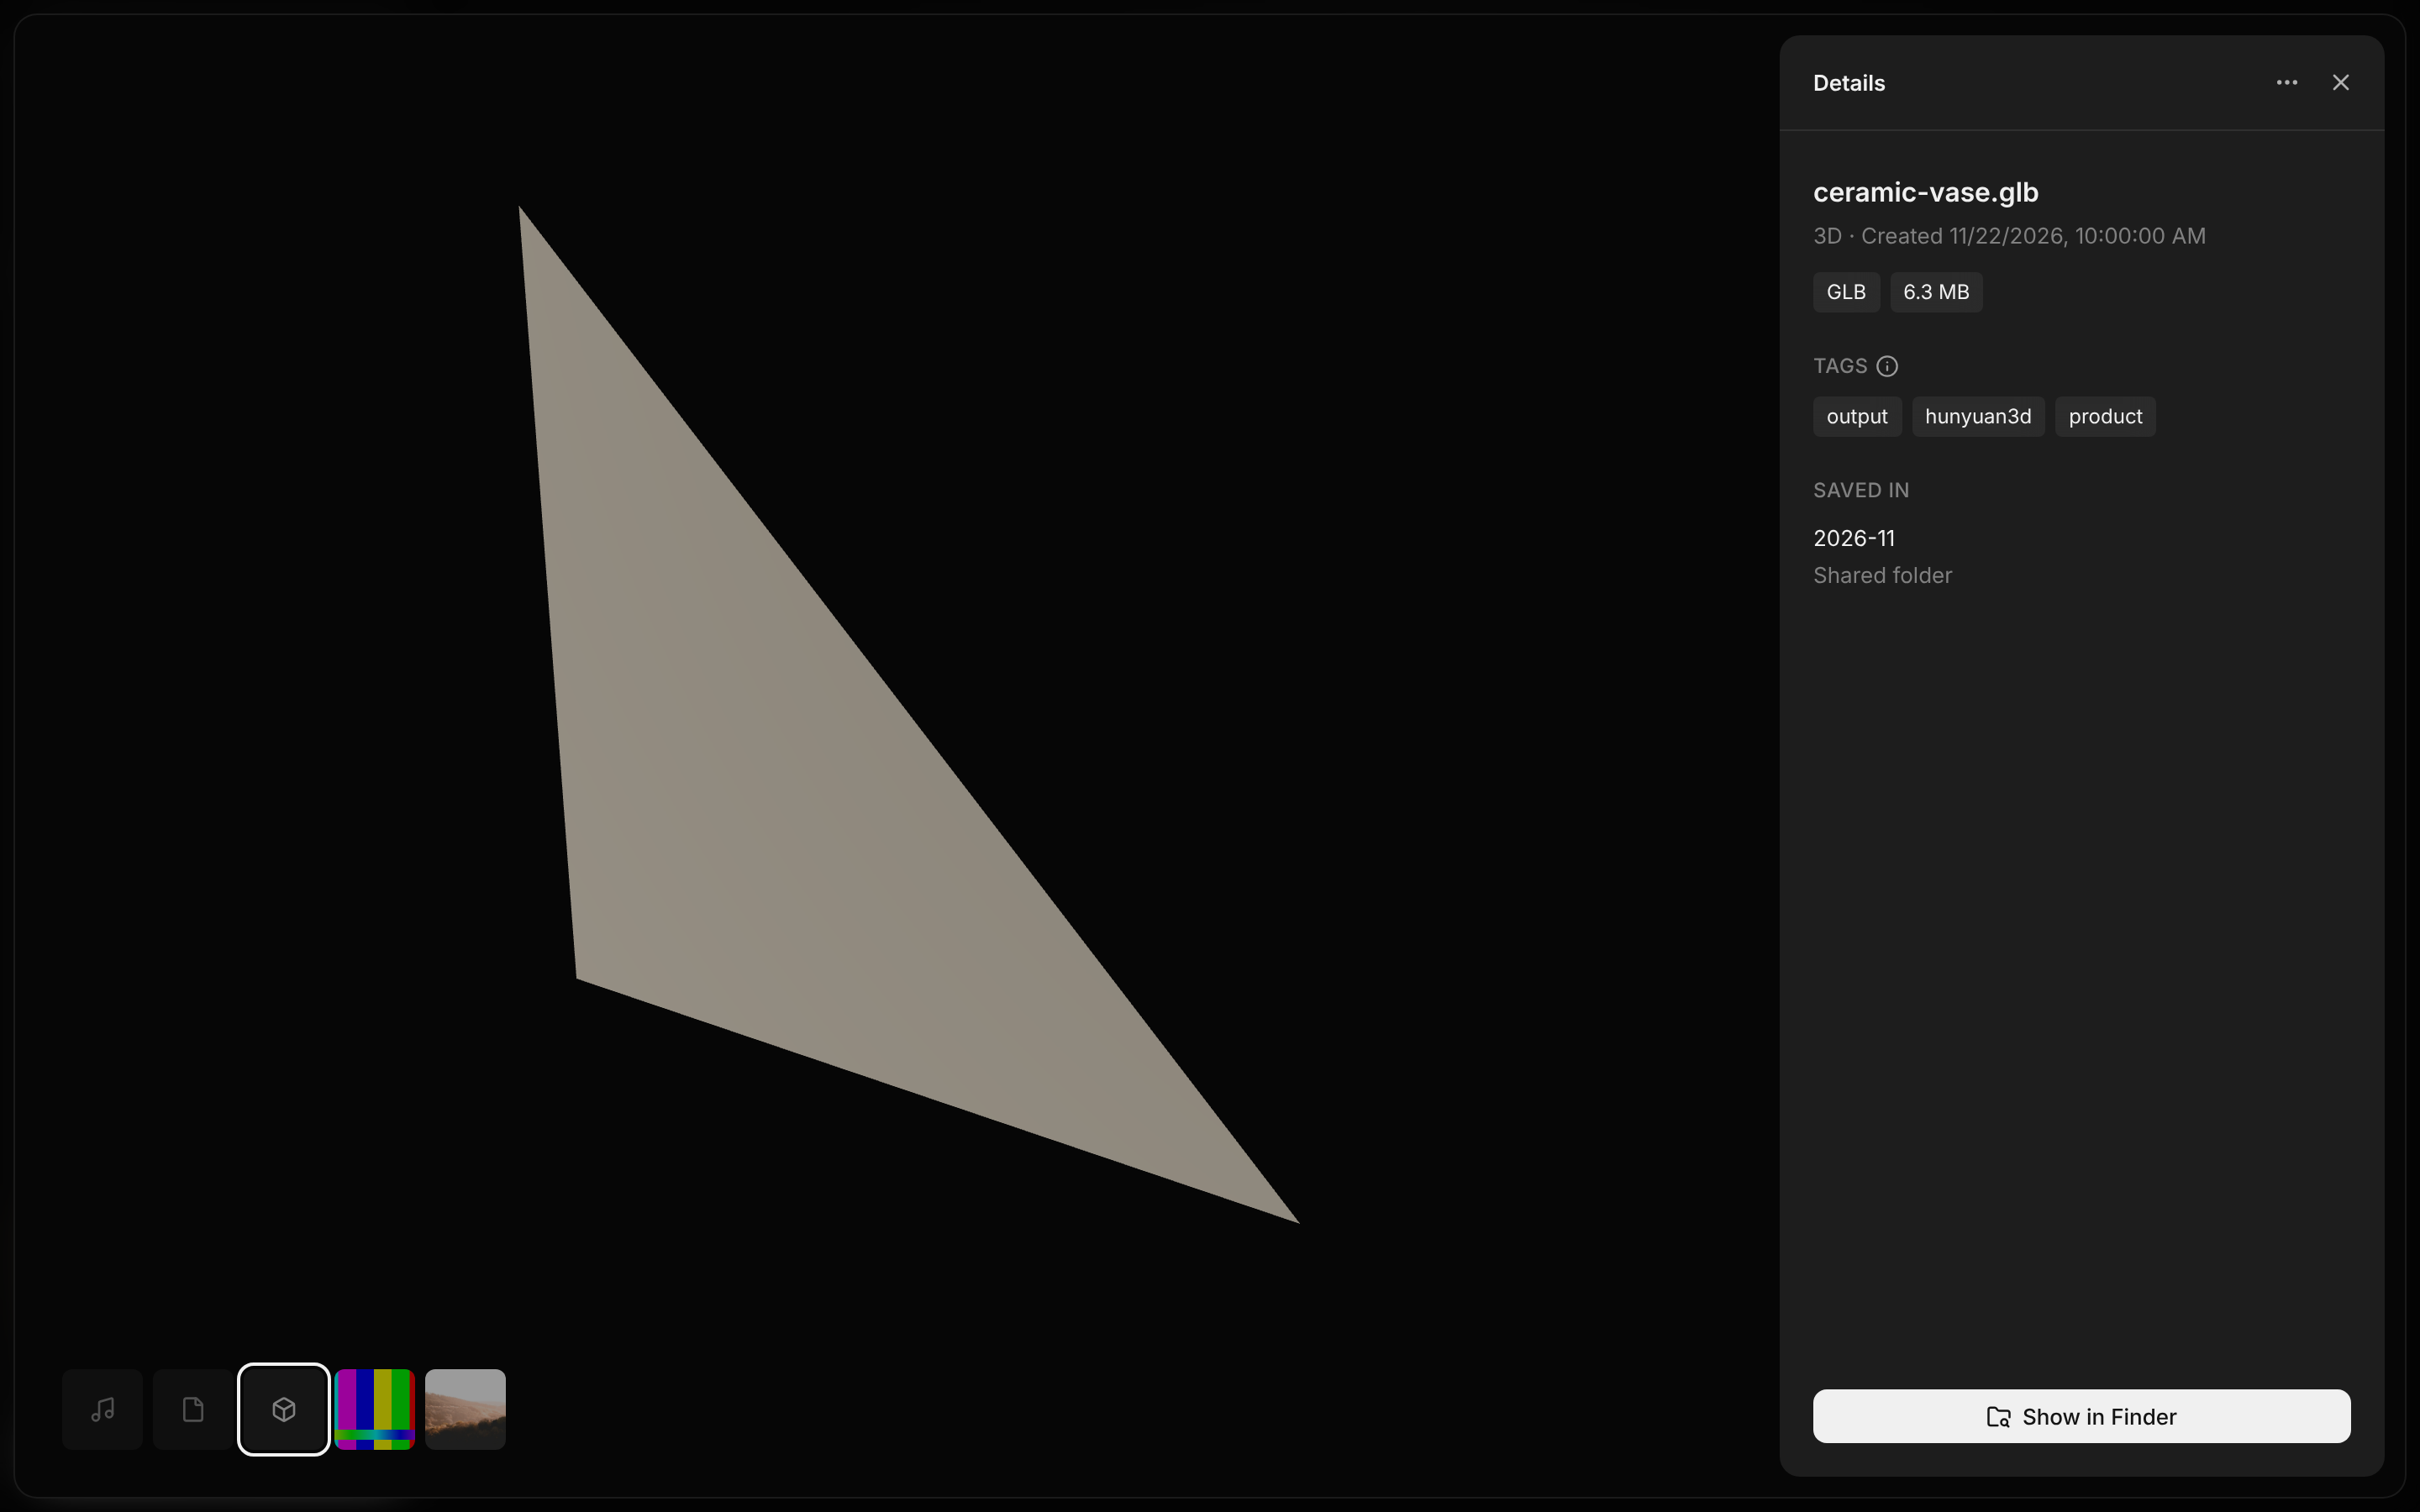 Details
ceramic-vase.glb
3D · Created 11/22/2026, 10:00:00 AM
GLB 6.3 MB
TAGS
output hunyuan3d product
SAVED IN
2026-11
Shared folder
Show in Finder